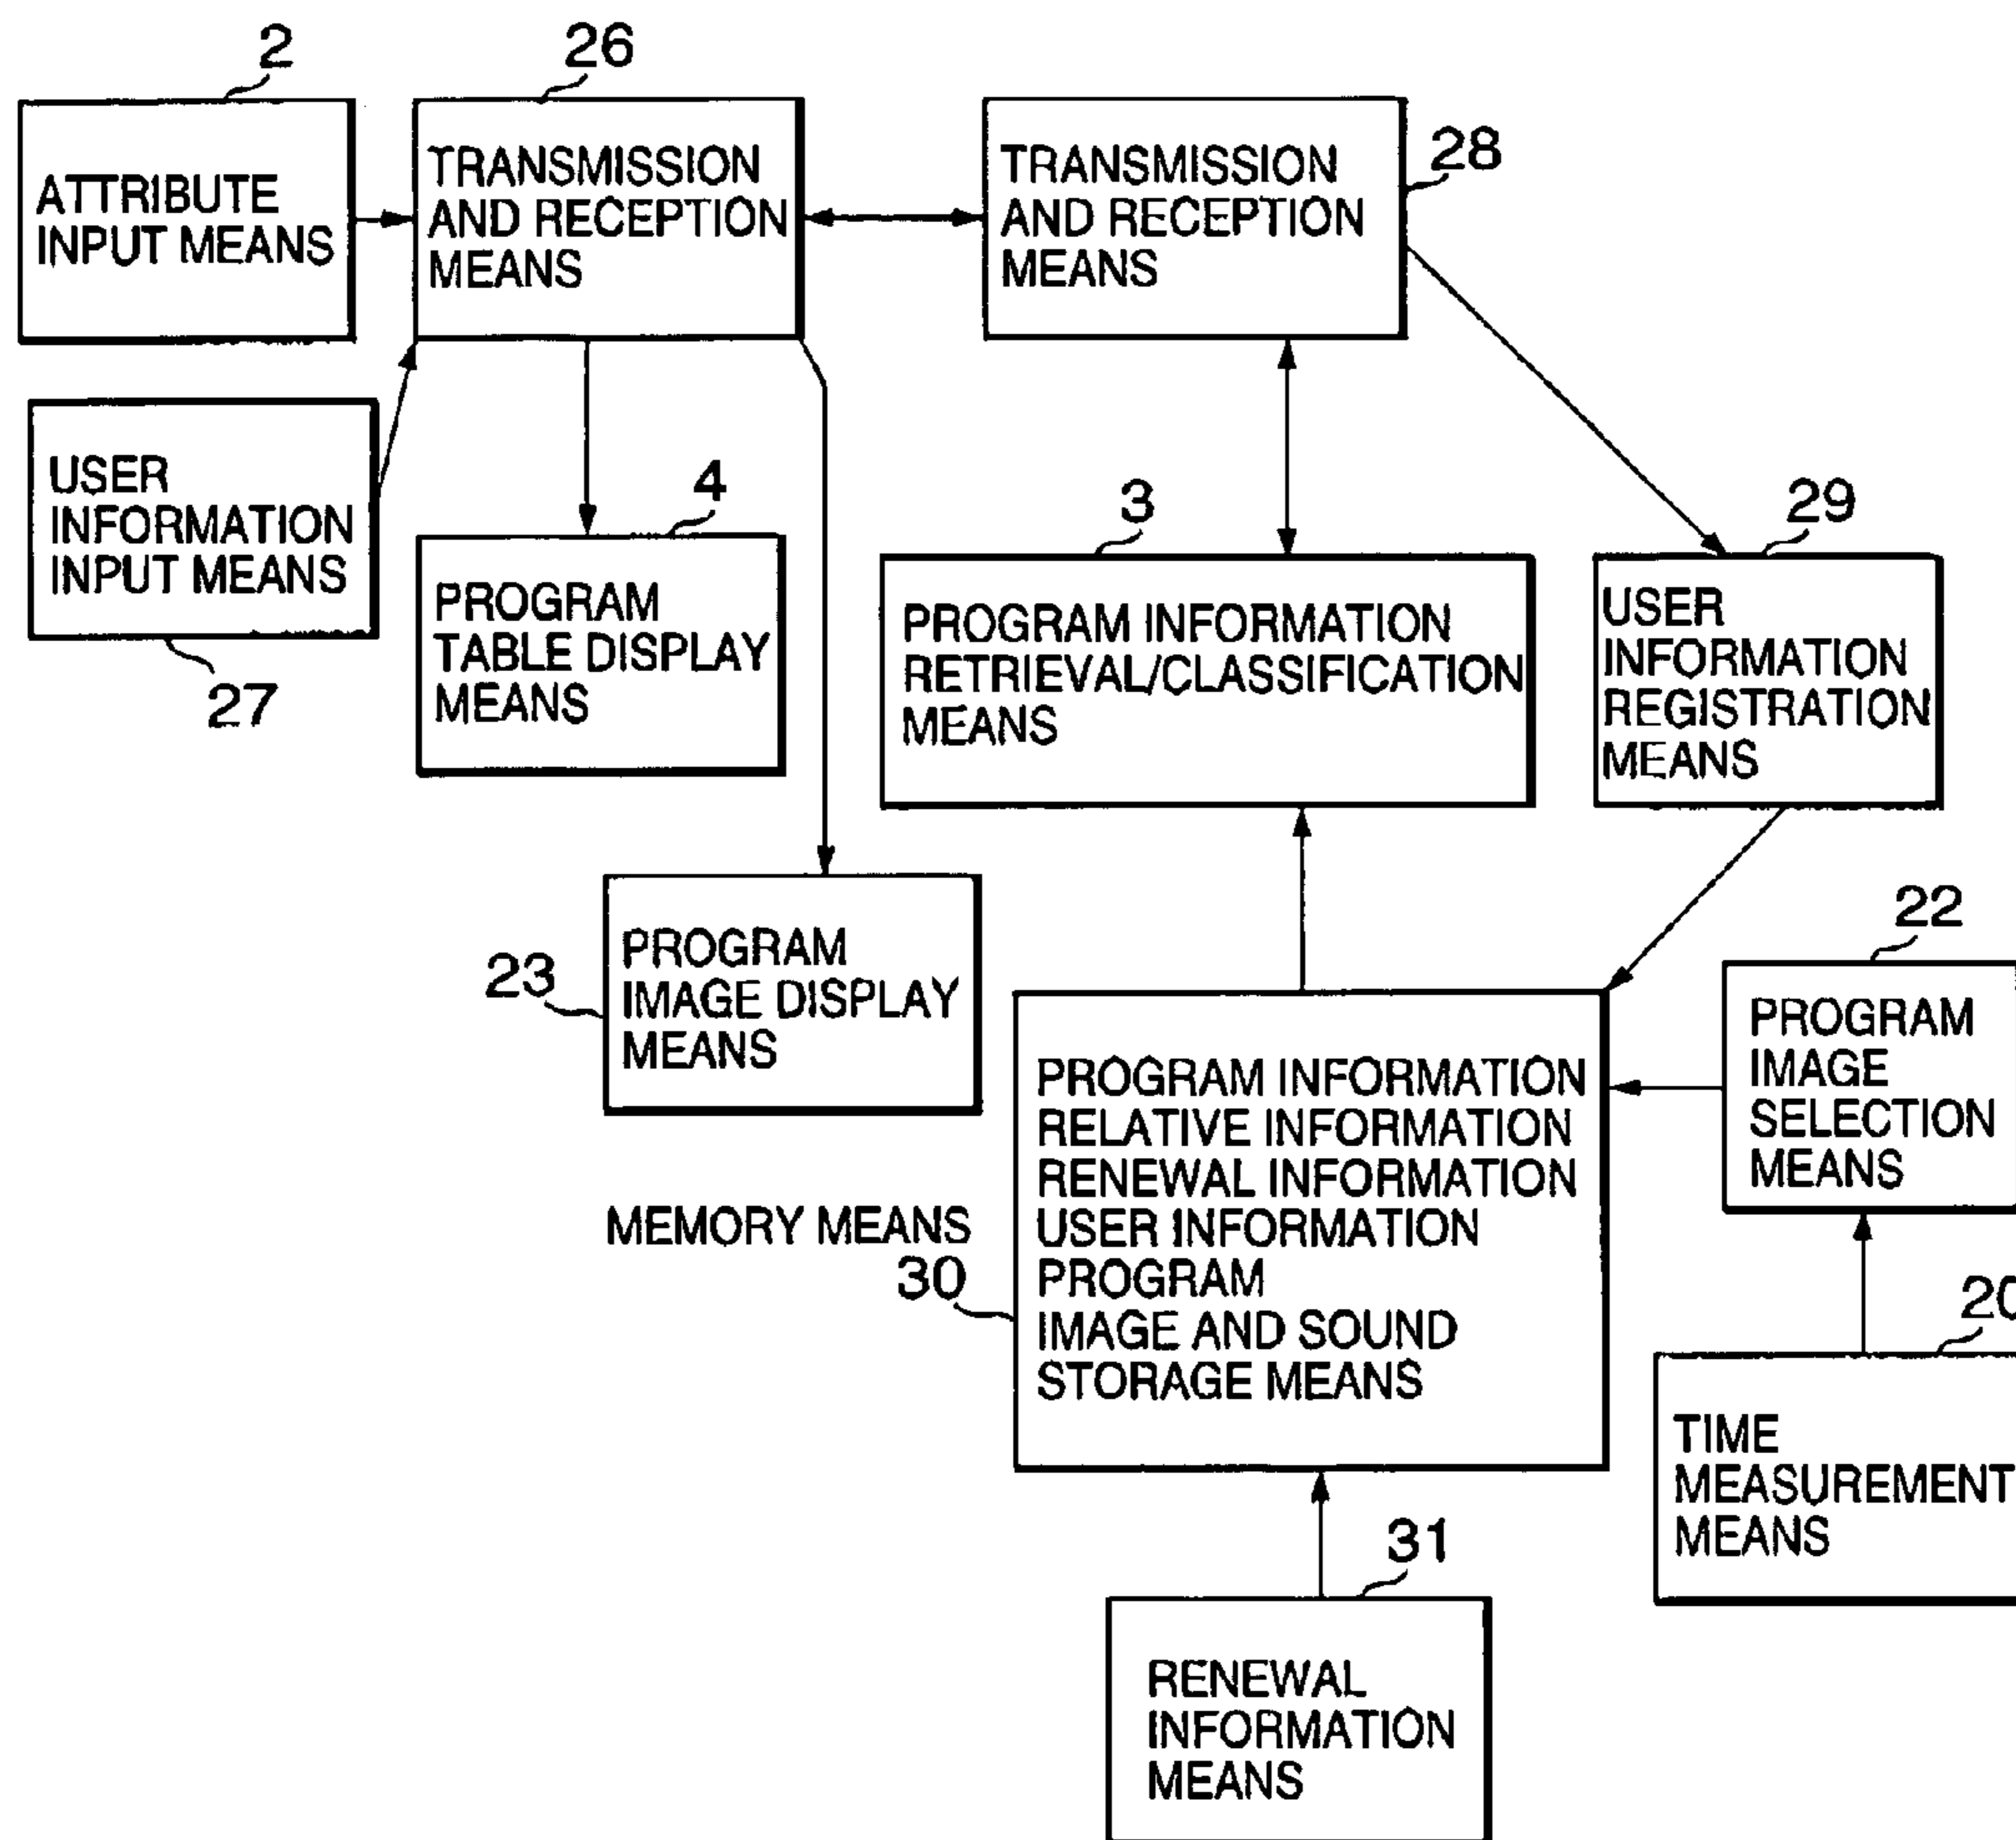 2
ATTRIBUTE
INPUT MEANS
26
TRANSMISSION
AND RECEPTION
MEANS
TRANSMISSION
AND RECEPTION
MEANS
28
USER
INFORMATION
INPUT MEANS
27
4
PROGRAM
TABLE DISPLAY
MEANS
3
PROGRAM INFORMATION
RETRIEVAL/CLASSIFICATION
MEANS
29
USER
INFORMATION
REGISTRATION
MEANS
23
PROGRAM
IMAGE DISPLAY
MEANS
22
PROGRAM
IMAGE
SELECTION
MEANS
MEMORY MEANS
30
PROGRAM INFORMATION
RELATIVE INFORMATION
RENEWAL INFORMATION
USER INFORMATION
PROGRAM
IMAGE AND SOUND
STORAGE MEANS
20
TIME
MEASUREMENT
MEANS
31
RENEWAL
INFORMATION
MEANS